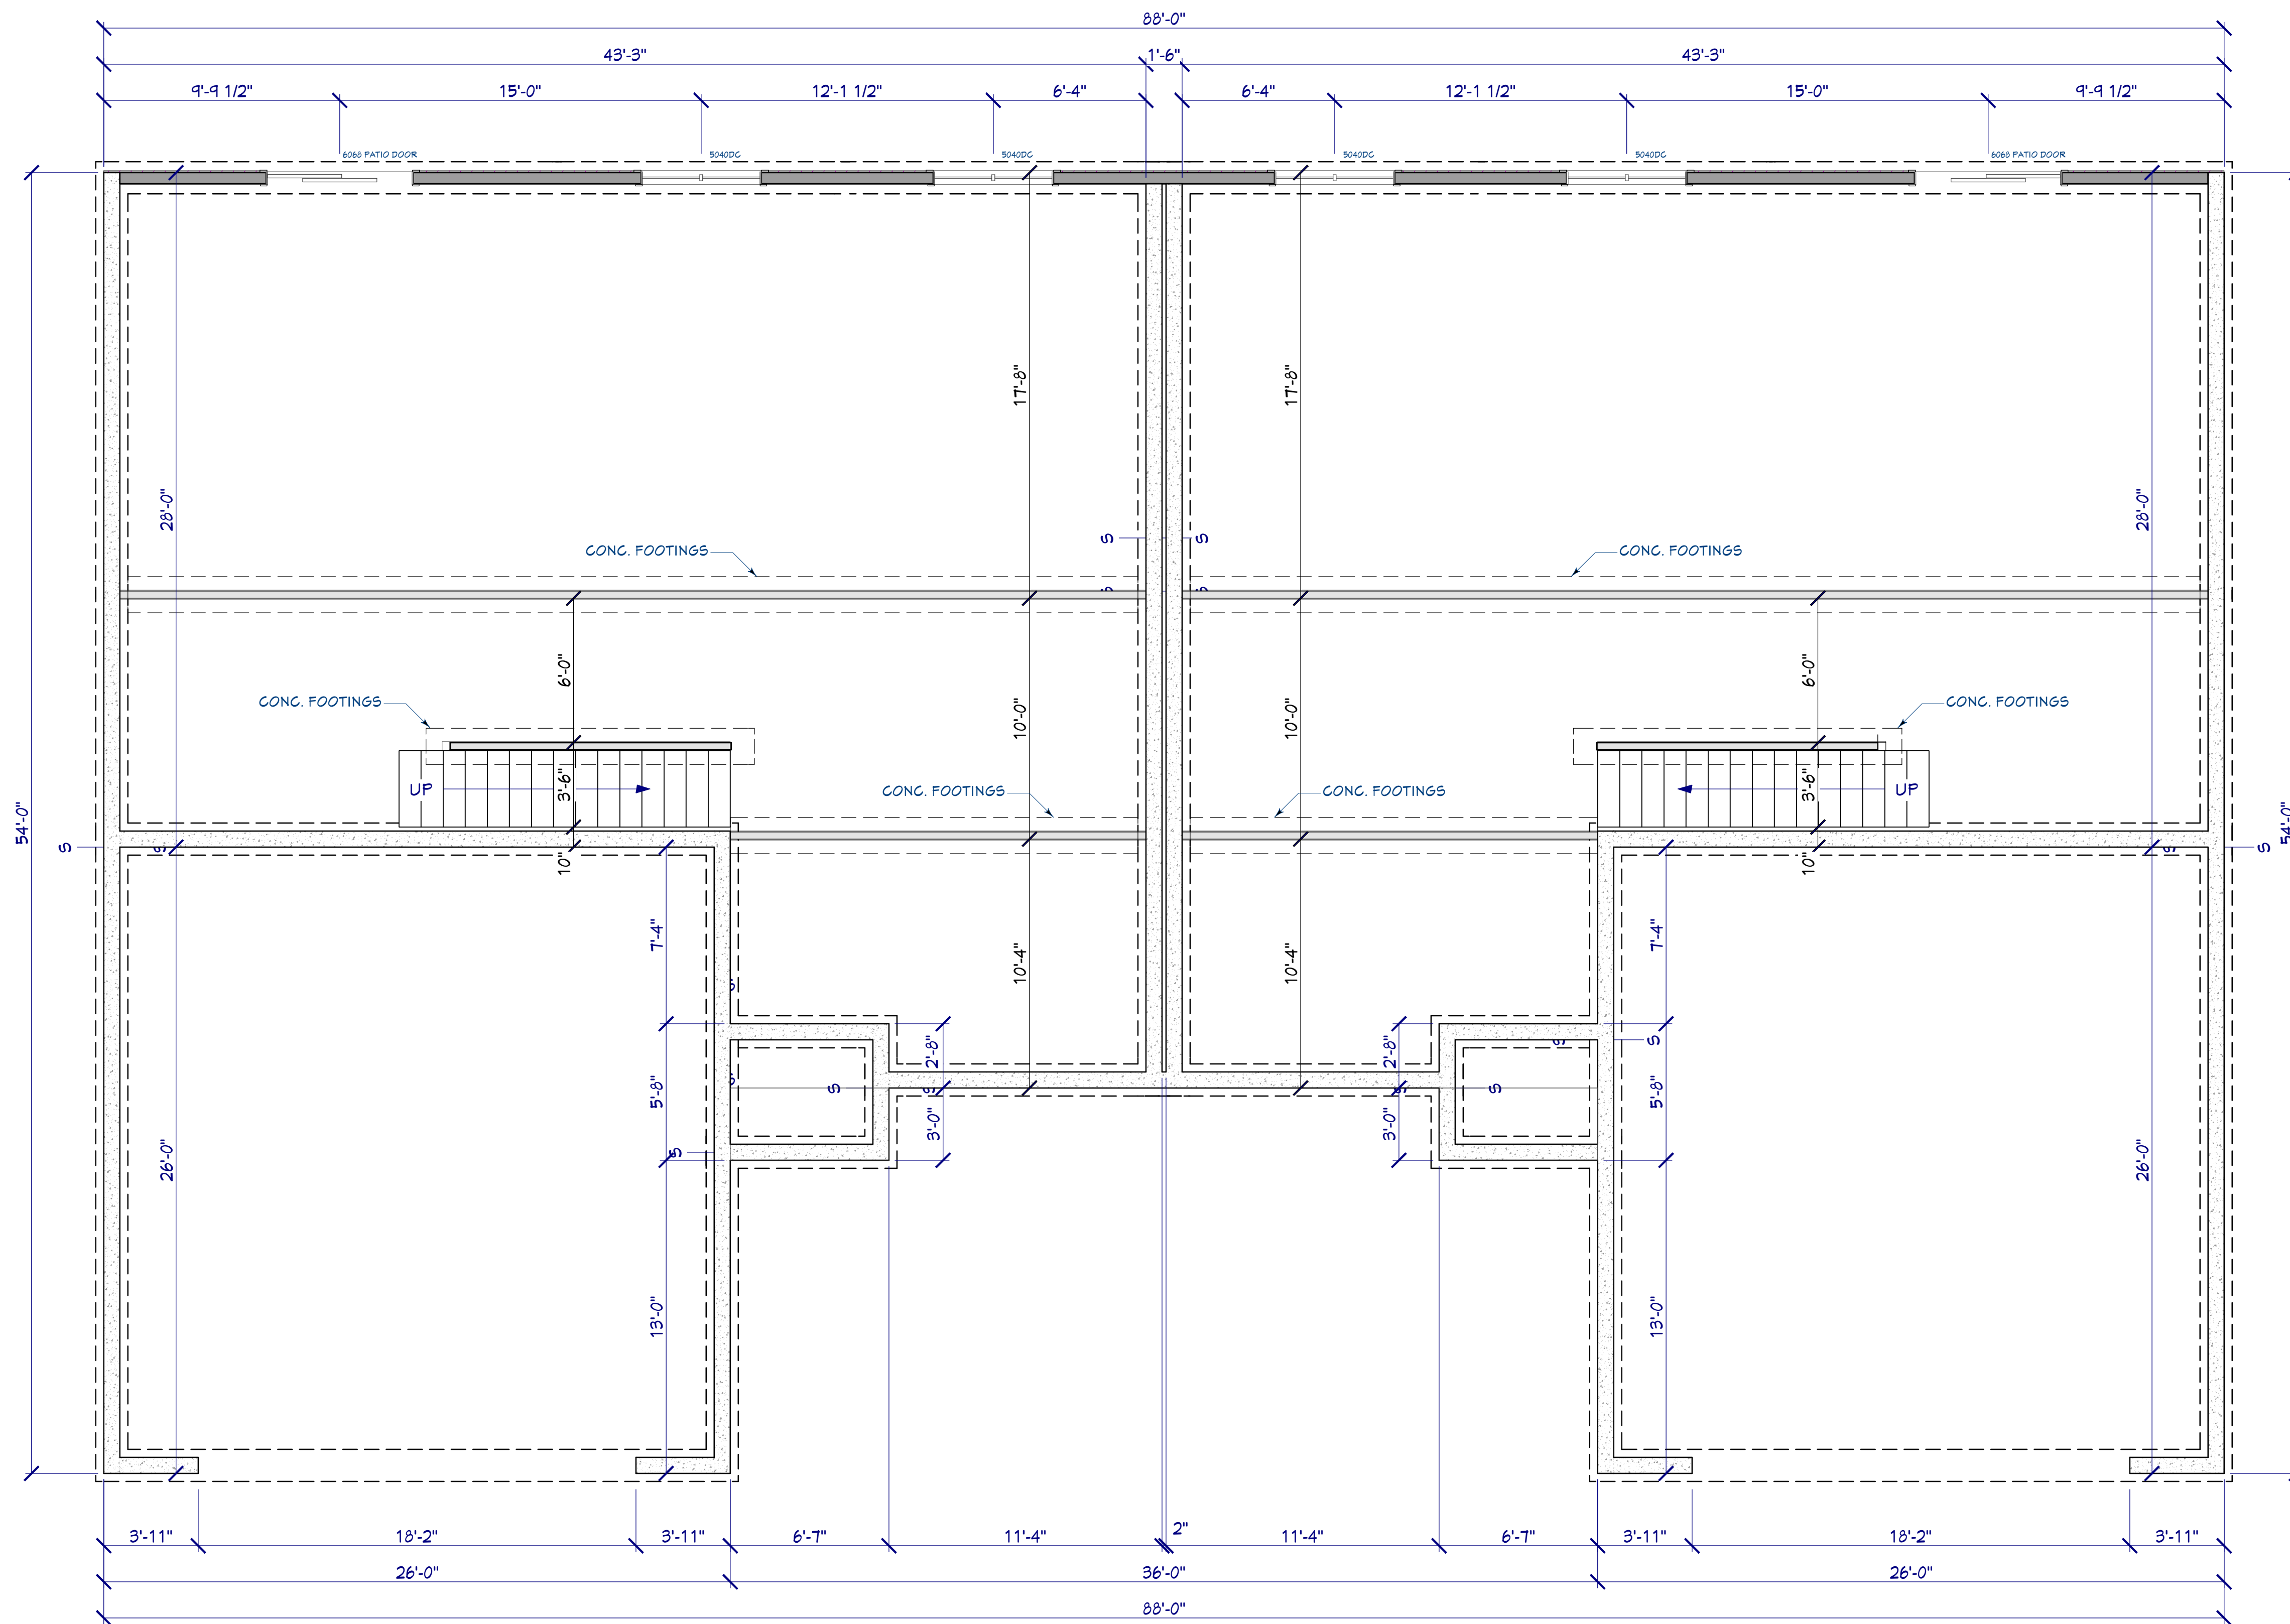 88'-0"
43'-3" 1'-6" 43'-3"
9'-9 1/2" 15'-0" 12'-1 1/2" 6'-4" 6'-4" 12'-1 1/2" 15'-0" 9'-9 1/2"
6068 PATIO DOOR 5040DC 5040DC 5040DC 5040DC 6068 PATIO DOOR
17'-8" 17'-8"
28'-0" 28'-0"
S S
CONC. FOOTINGS CONC. FOOTINGS
S S
6'-0" 6'-0"
CONC. FOOTINGS CONC. FOOTINGS
10'-0" 10'-0"
UP 3'-6" CONC. FOOTINGS CONC. FOOTINGS 3'-6" UP
54'-0" 54'-0"
S S S S
10" 10"
7'-4" 7'-4"
10'-4" 10'-4"
S
2'-8" 2'-8" S S
5'-8" S S S S S 5'-8"
3'-0" 3'-0"
26'-0" S 26'-0"
13'-0" 13'-0"
3'-11" 18'-2" 3'-11" 6'-7" 11'-4" 2" 11'-4" 6'-7" 3'-11" 18'-2" 3'-11"
26'-0" 36'-0" 26'-0"
88'-0"